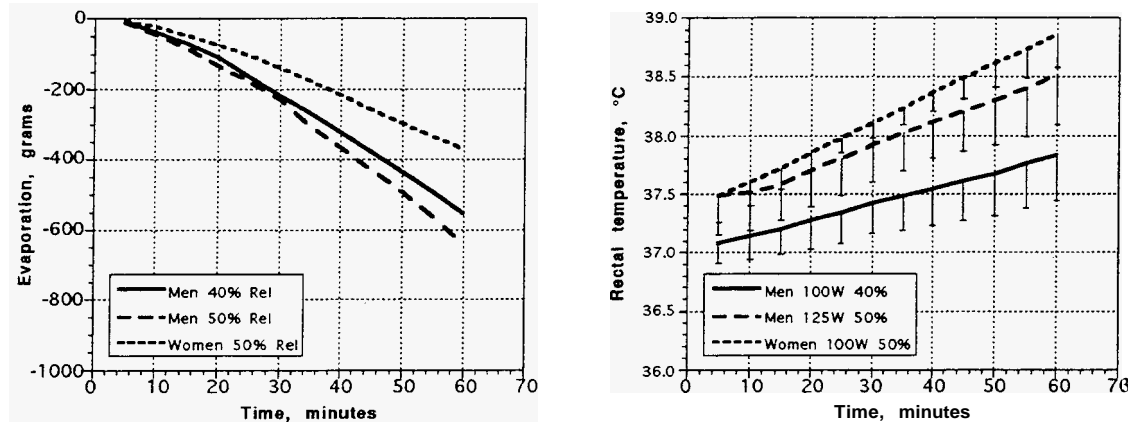 0
-200
-400
-600
-800
-1000
Evaporation, grams
Men 40% Rel
Men 50% Rel
Women 50% Rel
0 10 20 30 40 50 60 70
Time, minutes
39.0
38.5
38.0
37.5
37.0
36.5
36.0
Rectal temperature, °C
Men 100W 40%
Men 125W 50%
Women 100W 50%
0 10 20 30 40 50 60 70
Time, minutes